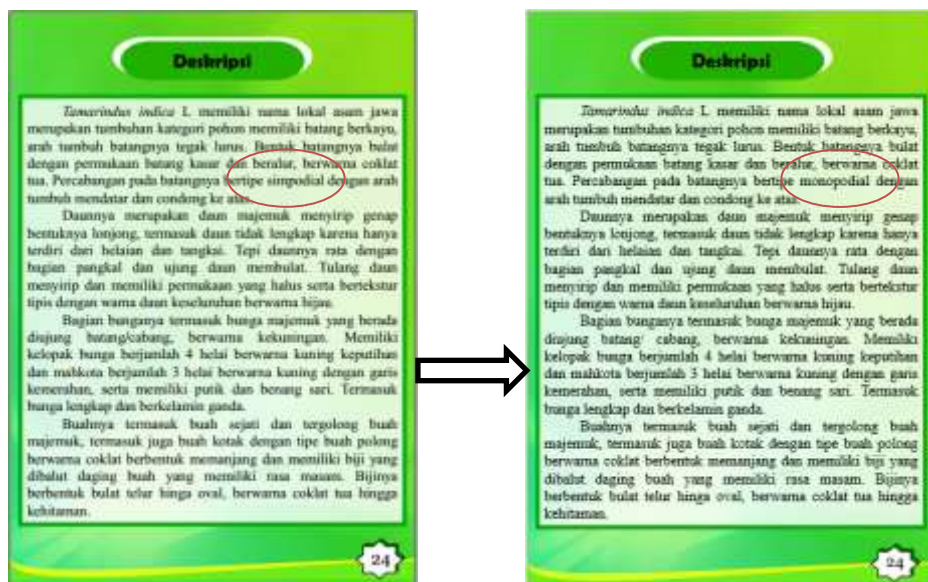 Deskripsi
Tamarindus indica L memiliki nama lokal asam jawa
merupakan tumbuhan kategori pohon memiliki batang berkayu,
arah tumbuh batangnya tegak lurus. Bentuk batangnya bulat
dengan permukaan batang kasar dan beralur, berwarna coklat
tua. Percabangan pada batangnya bertipe simpodial dengan arah
tumbuh mendatar dan condong ke atas.
Daunnya merupakan daun majemuk menyirip genap
bentuknya lonjong, termasuk daun tidak lengkap karena hanya
terdiri dari helaian dan tangkai. Tepi daunnya rata dengan
bagian pangkal dan ujung daun membulat. Tulang daun
menyirip dan memiliki permukaan yang halus serta bertekstur
tipis dengan warna daun keseluruhan berwarna hijau.
Bagian bunganya termasuk bunga majemuk yang berada
diujung batang/cabang, berwarna kekuningan. Memiliki
kelopak bunga berjumlah 4 helai berwarna kuning keputihan
dan mahkota berjumlah 3 helai berwarna kuning dengan garis
kemerahan, serta memiliki putik dan benang sari. Termasuk
bunga lengkap dan berkelamin ganda.
Buahnya termasuk buah sejati dan tergolong buah
majemuk, termasuk juga buah kotak dengan tipe buah polong
berwarna coklat berbentuk memanjang dan memiliki biji yang
dibalut daging buah yang memiliki rasa masam. Bijinya
berbentuk bulat telur hinga oval, berwarna coklat tua hingga
kehitaman.
24
Deskripsi
Tamarindus indica L memiliki nama lokal asam jawa
merupakan tumbuhan kategori pohon memiliki batang berkayu,
arah tumbuh batangnya tegak lurus. Bentuk batangnya bulat
dengan permukaan batang kasar dan beralur, berwarna coklat
tua. Percabangan pada batangnya bertipe monopodial dengan
arah tumbuh mendatar dan condong ke atas.
Daunnya merupakan daun majemuk menyirip genap
bentuknya lonjong, termasuk daun tidak lengkap karena hanya
terdiri dari helaian dan tangkai. Tepi daunnya rata dengan
bagian pangkal dan ujung daun membulat. Tulang daun
menyirip dan memiliki permukaan yang halus serta bertekstur
tipis dengan warna daun keseluruhan berwarna hijau.
Bagian bunganya termasuk bunga majemuk yang berada
diujung batang/ cabang, berwarna kekuningan. Memiliki
kelopak bunga berjumlah 4 helai berwarna kuning keputihan
dan mahkota berjumlah 3 helai berwarna kuning dengan garis
kemerahan, serta memiliki putik dan benang sari. Termasuk
bunga lengkap dan berkelamin ganda.
Buahnya termasuk buah sejati dan tergolong buah
majemuk, termasuk juga buah kotak dengan tipe buah polong
berwarna coklat berbentuk memanjang dan memiliki biji yang
dibalut daging buah yang memiliki rasa masam. Bijinya
berbentuk bulat telur hinga oval, berwarna coklat tua hingga
kehitaman.
24